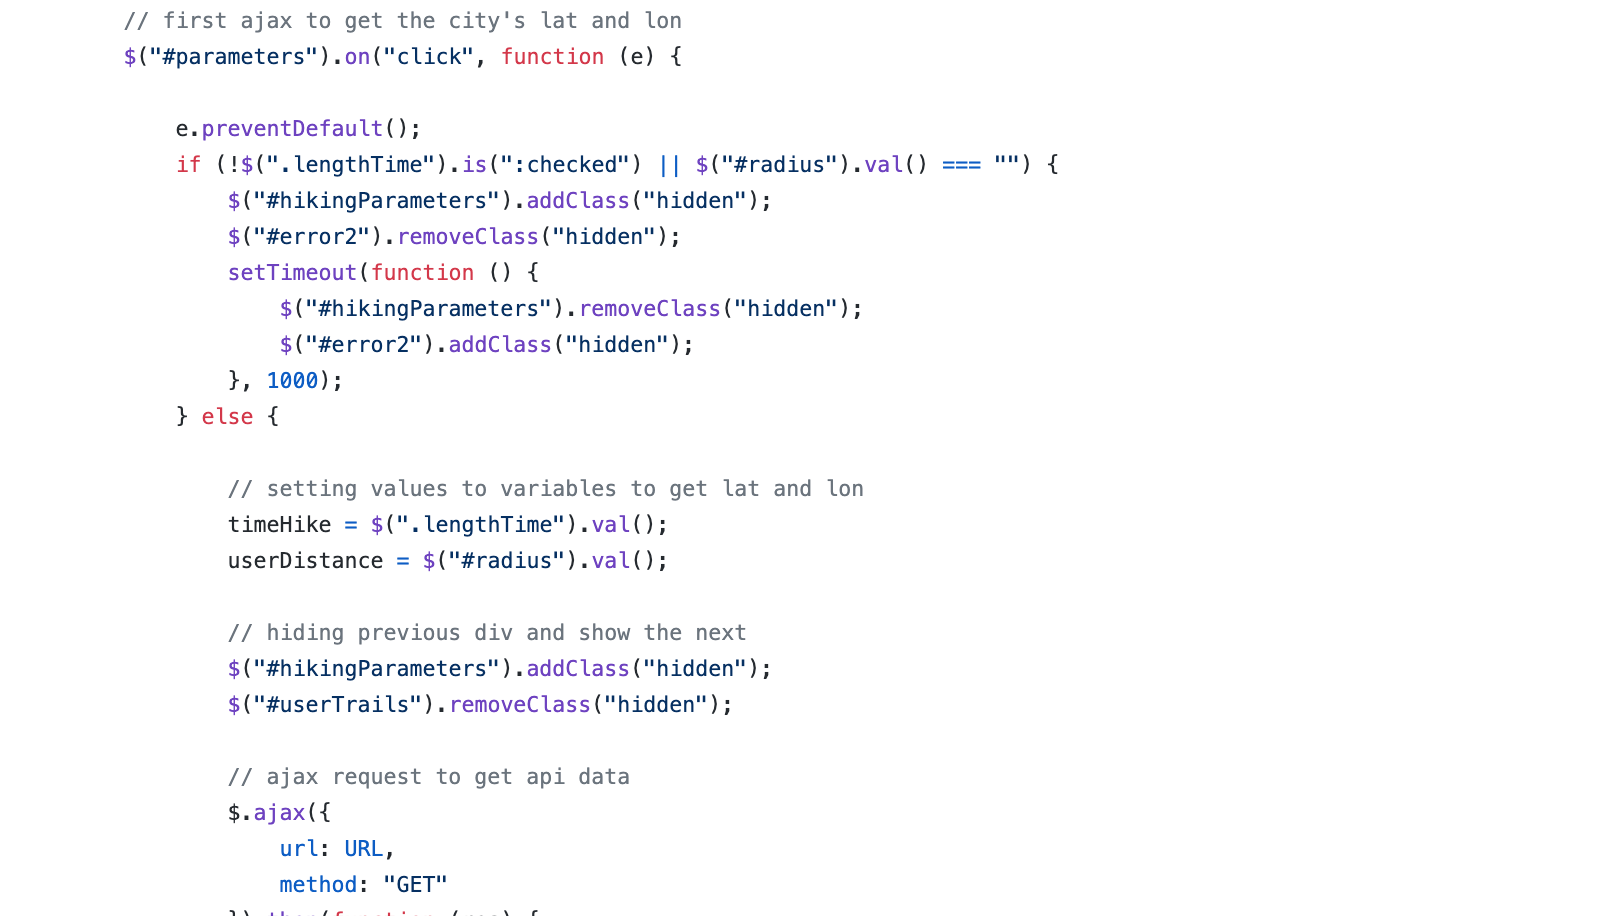 // first ajax to get the city's lat and lon
$("#parameters").on("click", function (e) {
e.preventDefault();
if (!$(".lengthTime").is(":checked") || $("#radius").val() === "") {
$("#hikingParameters").addClass("hidden");
$("#error2").removeClass("hidden");
setTimeout(function () {
$("#hikingParameters").removeClass("hidden");
$("#error2").addClass("hidden");
}, 1000);
} else {
// setting values to variables to get lat and lon
timeHike = $(".lengthTime").val();
userDistance = $("#radius").val();
// hiding previous div and show the next
$("#hikingParameters").addClass("hidden");
$("#userTrails").removeClass("hidden");
// ajax request to get api data
$.ajax({
url: URL,
method: "GET"